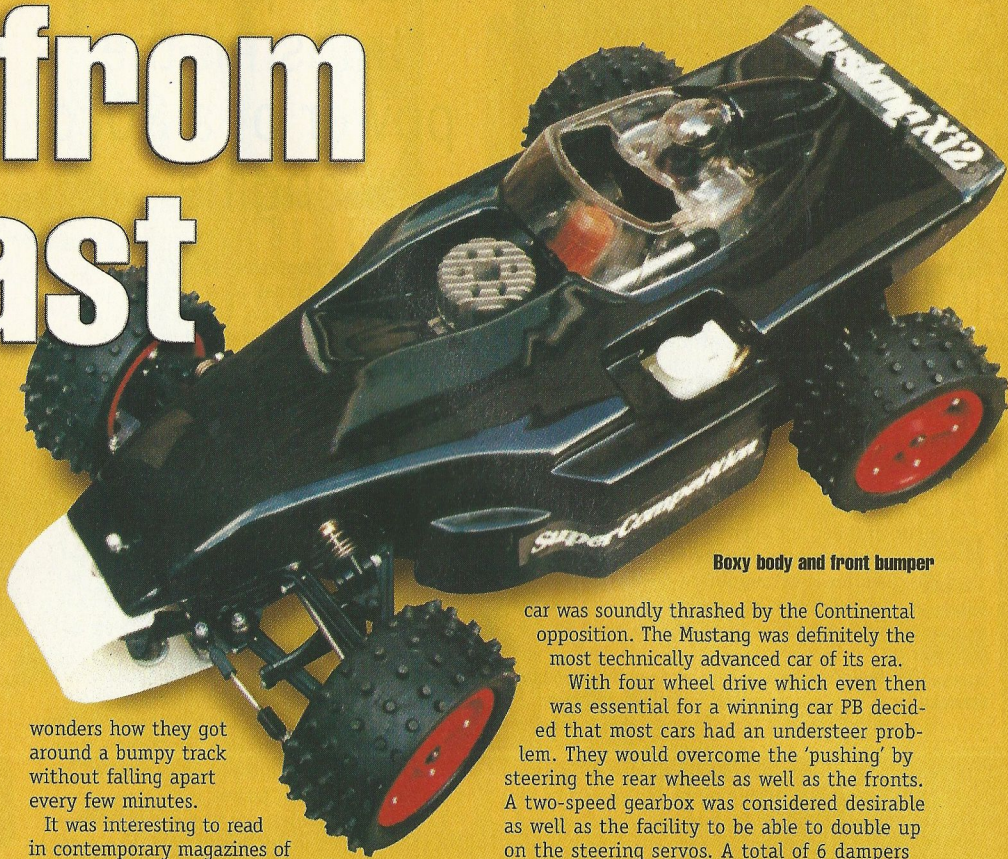 from
ast
Mustang X12
SuperCompetition
Boxy body and front bumper
wonders how they got
around a bumpy track
without falling apart
every few minutes.
It was interesting to read
in contemporary magazines of
car was soundly thrashed by the Continental
opposition. The Mustang was definitely the
most technically advanced car of its era.
With four wheel drive which even then
was essential for a winning car PB decid-
ed that most cars had an understeer prob-
lem. They would overcome the 'pushing' by
steering the rear wheels as well as the fronts.
A two-speed gearbox was considered desirable
as well as the facility to be able to double up
on the steering servos. A total of 6 dampers